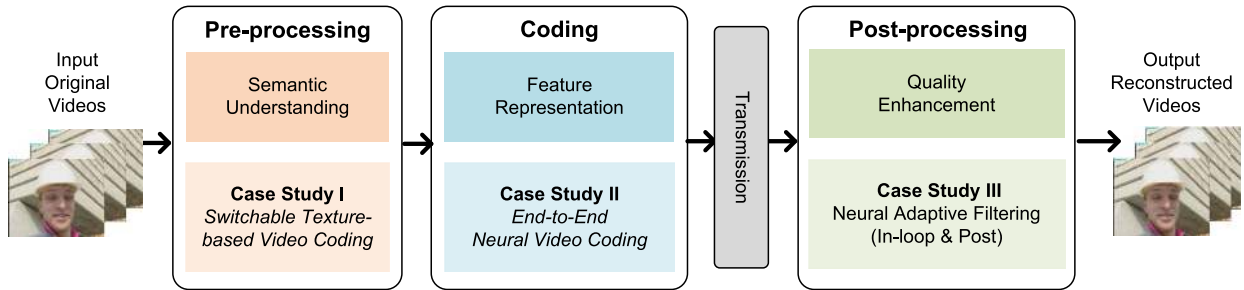 Input
Original
Videos
Pre-processing
Semantic
Understanding
Case Study I
Switchable Texture-
based Video Coding
Coding
Feature
Representation
Case Study II
End-to-End
Neural Video Coding
Transmission
Post-processing
Quality
Enhancement
Case Study III
Neural Adaptive Filtering
(In-loop & Post)
Output
Reconstructed
Videos